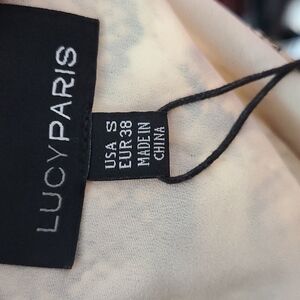 LUCYPARIS
USA S
EUR 38
MADE IN
CHINA